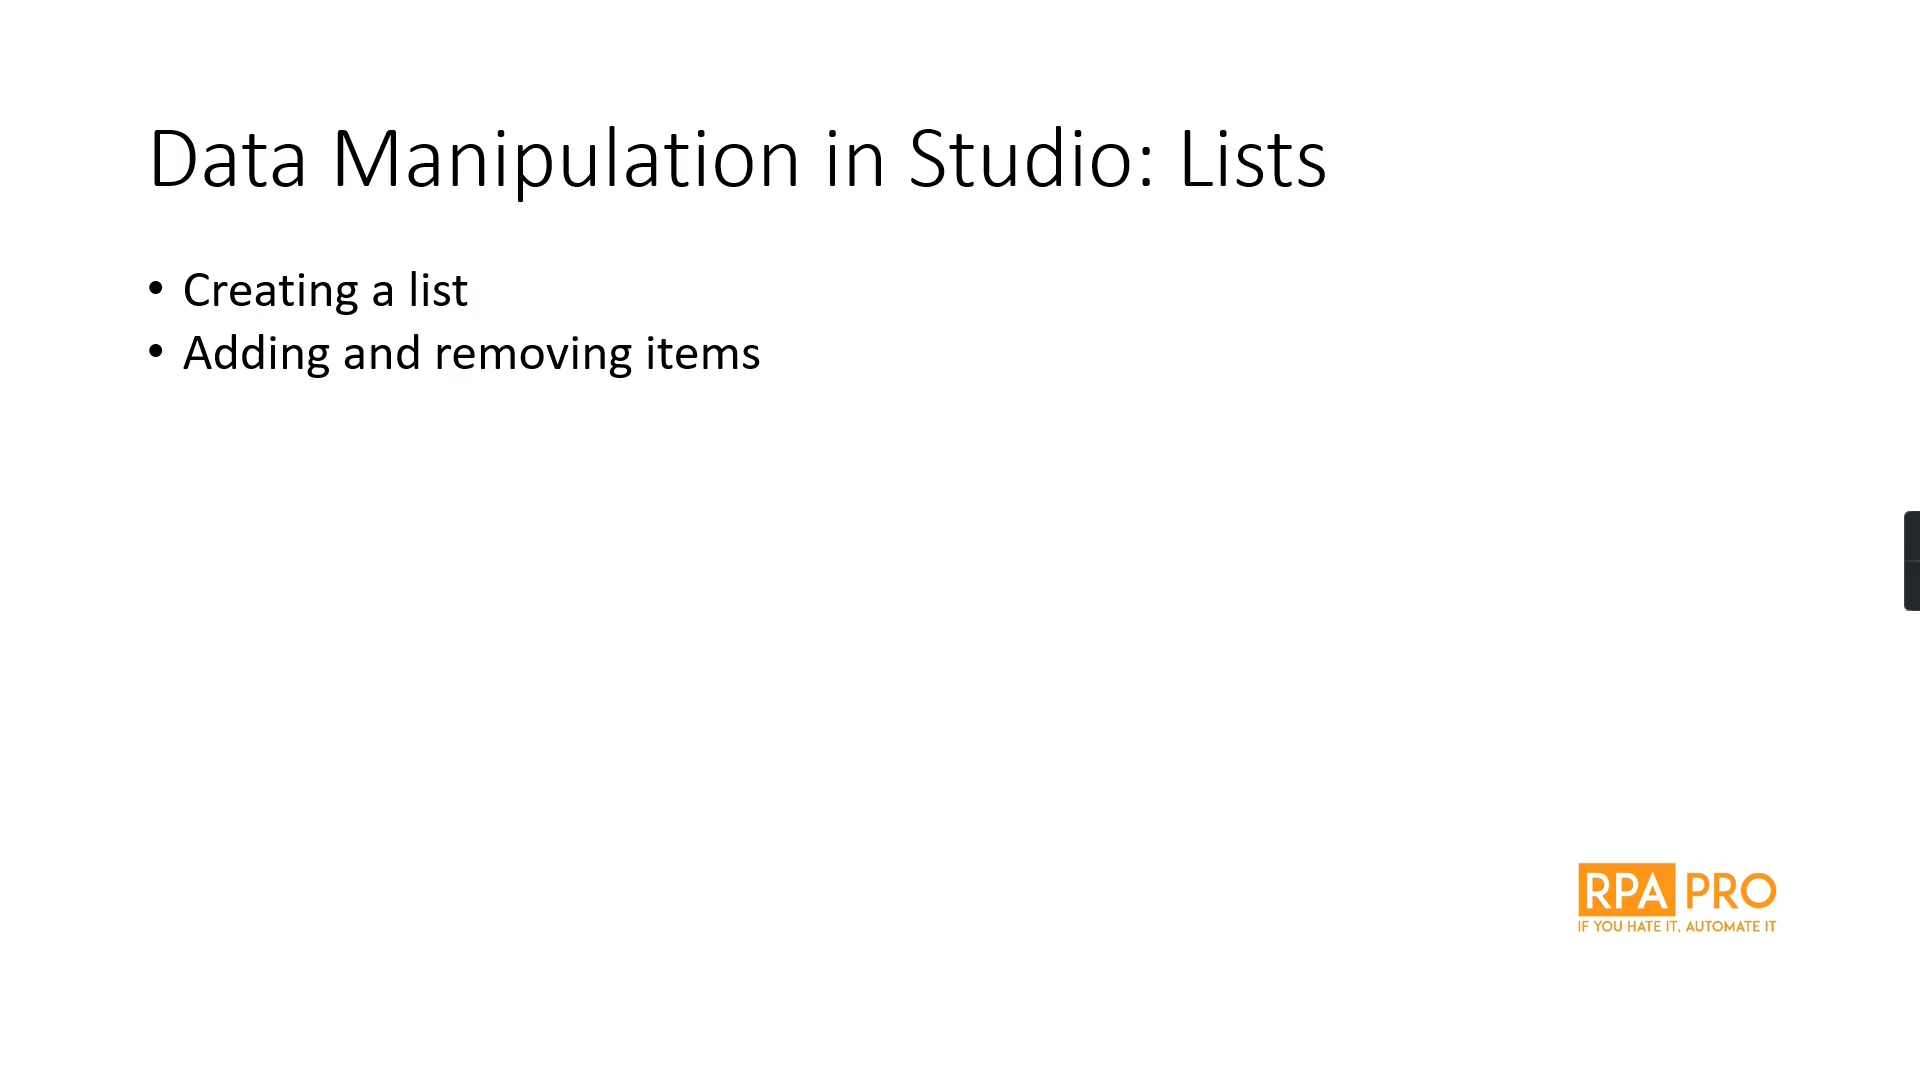 Data Manipulation in Studio: Lists
• Creating a list
• Adding and removing items
RPA PRO
IF YOU HATE IT, AUTOMATE IT